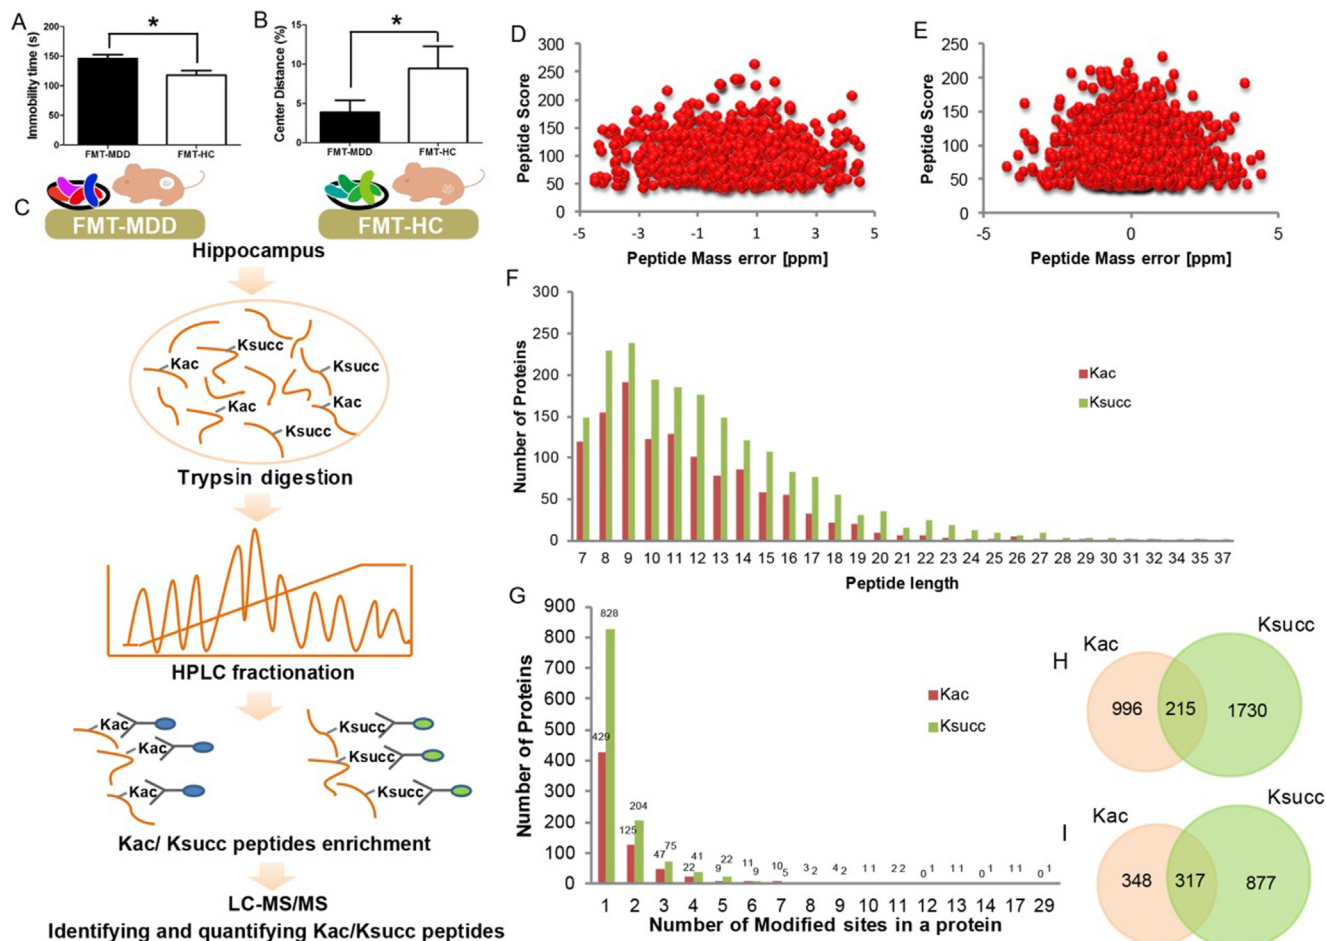 A
*
Immobility time (s)
200
150
100
50
0
FMT-MDD
FMT-HC
B
*
Center Distance (%)
15
10
5
0
FMT-MDD
FMT-HC
C
FMT-MDD
FMT-HC
Hippocampus
Ksucc
Kac
Ksucc
Kac
Kac
Ksucc
Trypsin digestion
HPLC fractionation
Kac
Kac
Kac
Ksucc
Ksucc
Ksucc
Kac/ Ksucc peptides enrichment
LC-MS/MS
Identifying and quantifying Kac/Ksucc peptides
D
Peptide Score
300
250
200
150
100
50
0
-5 -3 -1 1 3 5
Peptide Mass error [ppm]
E
Peptide Score
250
200
150
100
50
0
-5 0 5
Peptide Mass error [ppm]
F
Number of Proteins
300
250
200
150
100
50
0
Kac
Ksucc
7 8 9 10 11 12 13 14 15 16 17 18 19 20 21 22 23 24 25 26 27 28 29 30 31 32 34 35 37
Peptide length
G
Number of Proteins
900
800
700
600
500
400
300
200
100
0
828
429
204
125
47 75
22 41
9 22
11 9
10 5
3 2
4 2
1 1
2 2
0 1
1 1
0 1
1 1
0 1
Kac
Ksucc
1 2 3 4 5 6 7 8 9 10 11 12 13 14 17 29
Number of Modified sites in a protein
H
Kac
Ksucc
996 215 1730
I
Kac
Ksucc
348 317 877